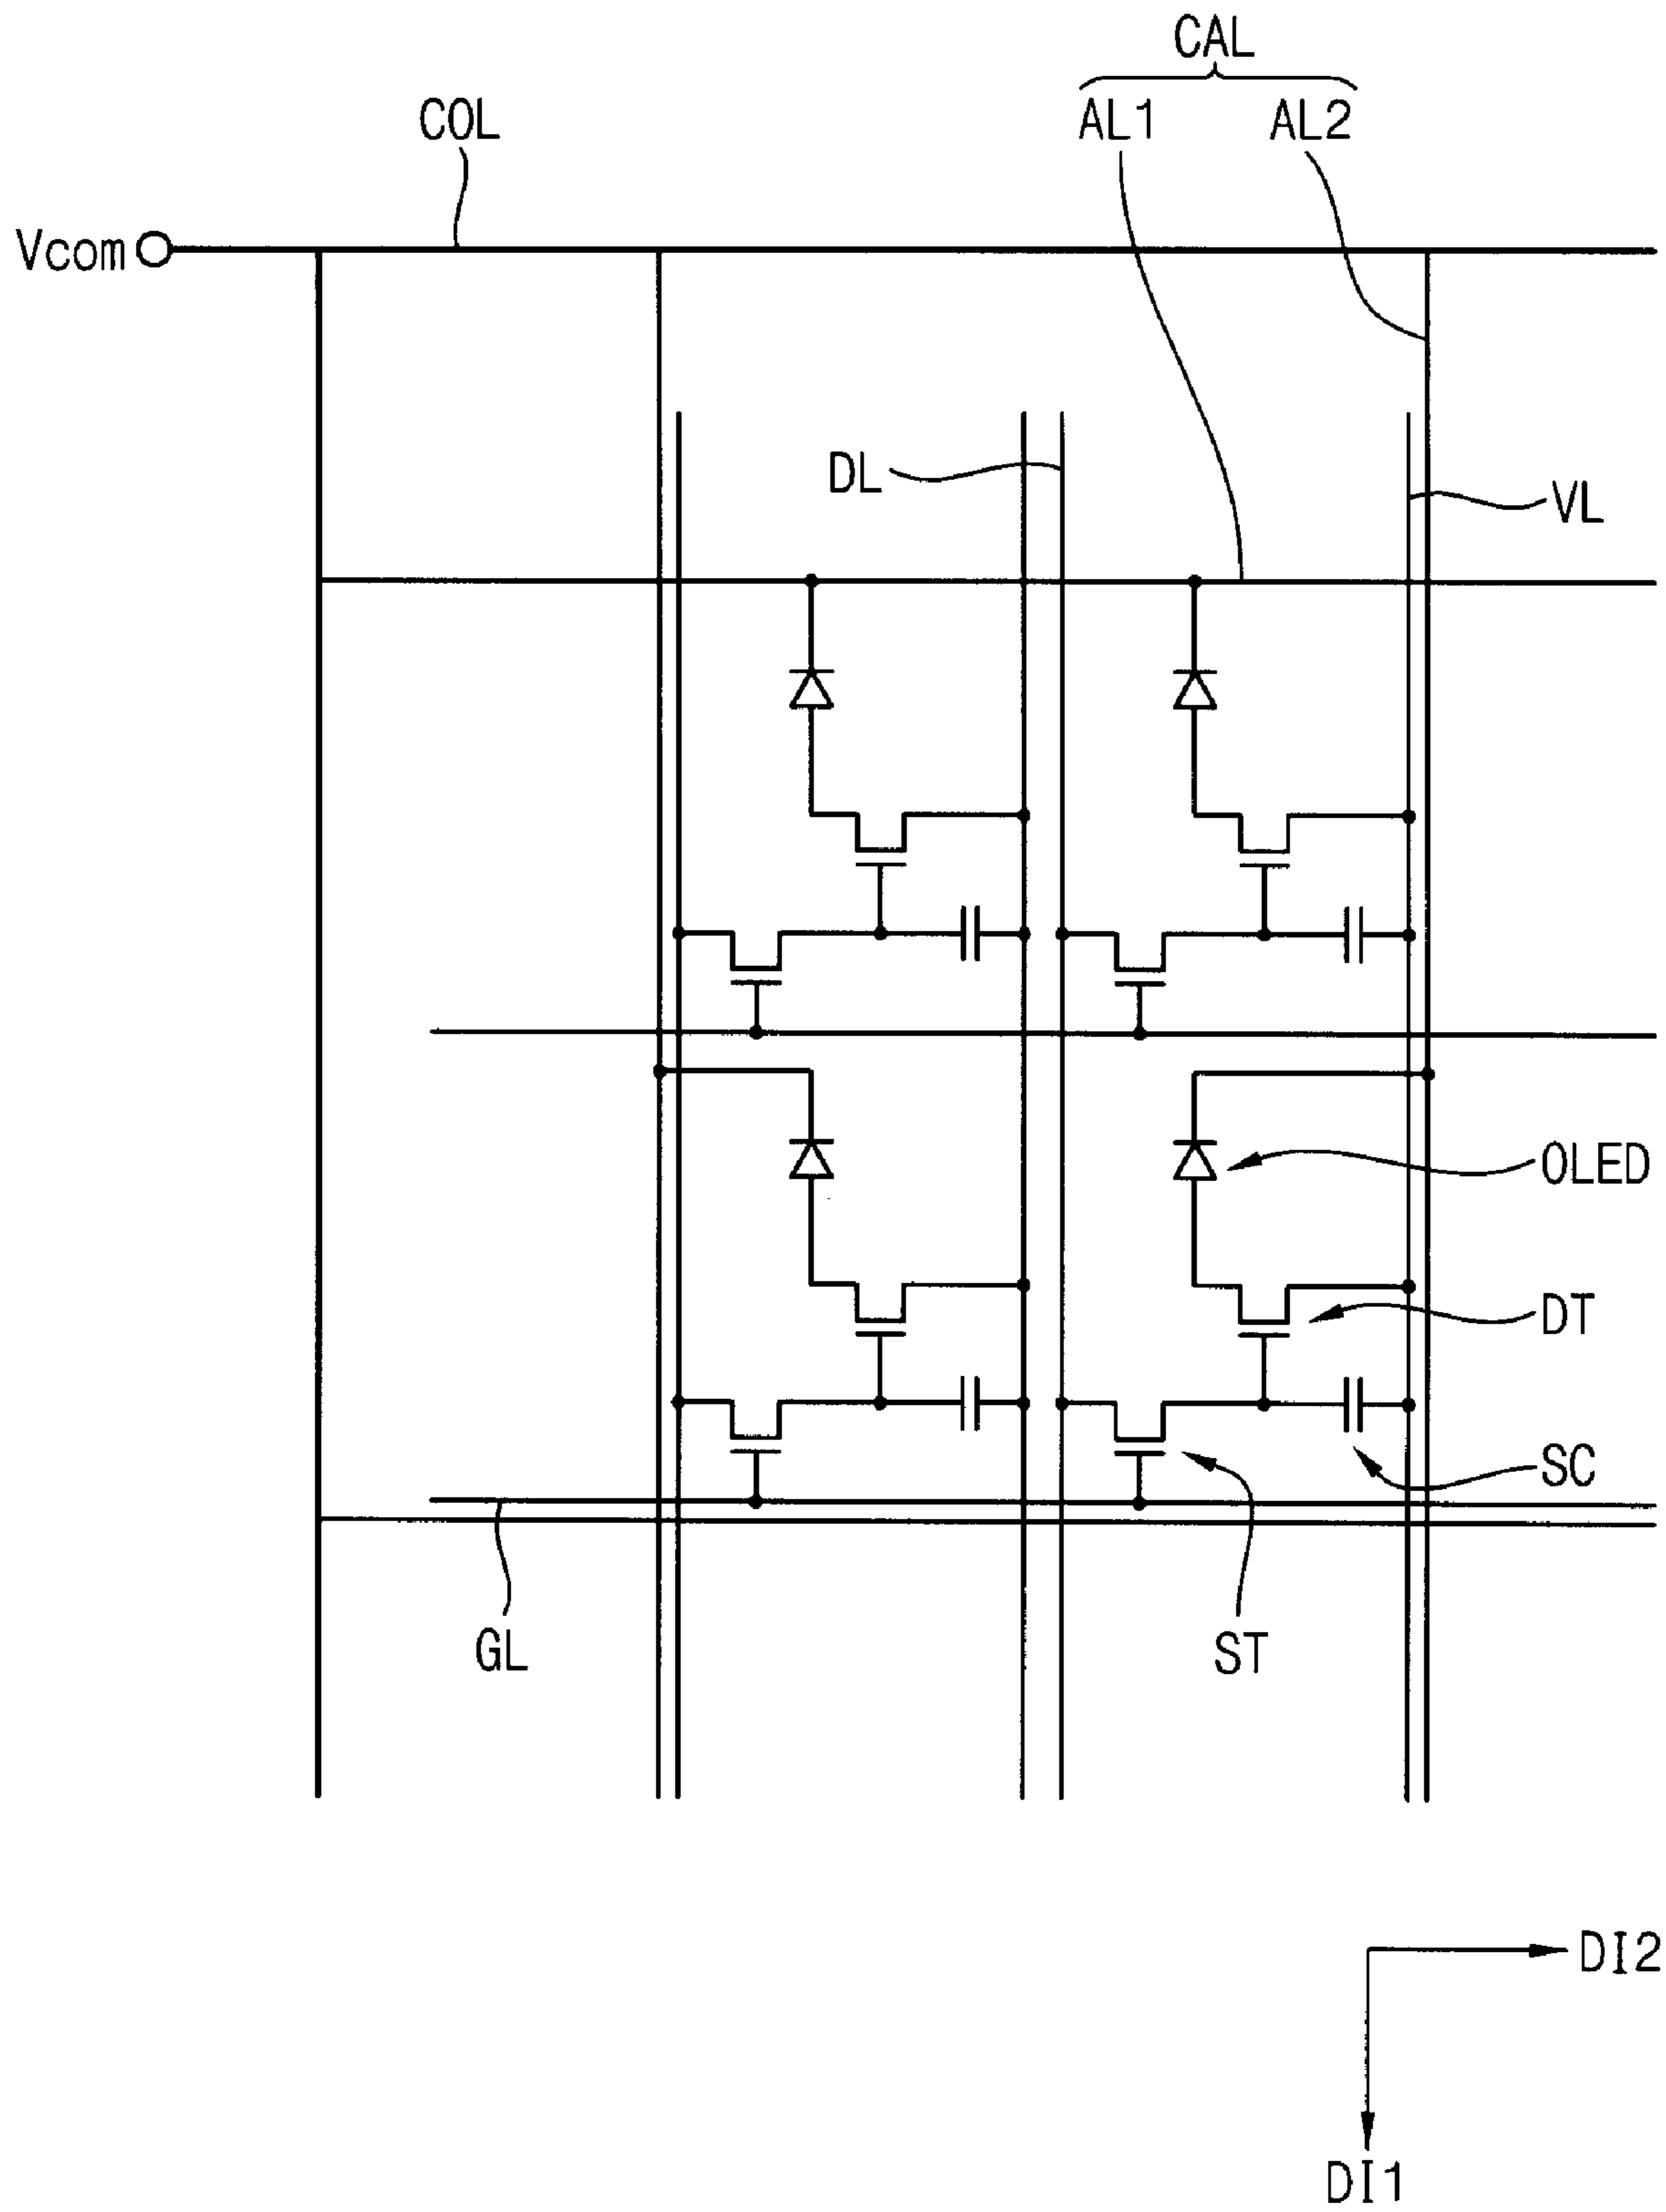 CAL
COL
AL1
AL2
Vcom
DL
VL
OLED
DT
SC
GL
ST
DI2
DI1